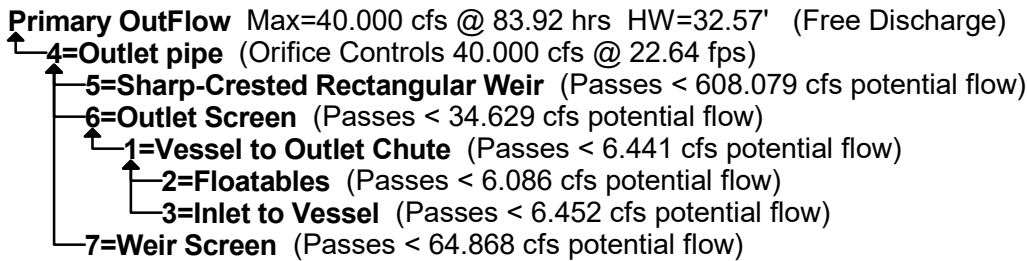 Primary OutFlow Max=40.000 cfs @ 83.92 hrs HW=32.57' (Free Discharge)
4=Outlet pipe (Orifice Controls 40.000 cfs @ 22.64 fps)
5=Sharp-Crested Rectangular Weir (Passes < 608.079 cfs potential flow)
6=Outlet Screen (Passes < 34.629 cfs potential flow)
1=Vessel to Outlet Chute (Passes < 6.441 cfs potential flow)
2=Floatables (Passes < 6.086 cfs potential flow)
3=Inlet to Vessel (Passes < 6.452 cfs potential flow)
7=Weir Screen (Passes < 64.868 cfs potential flow)